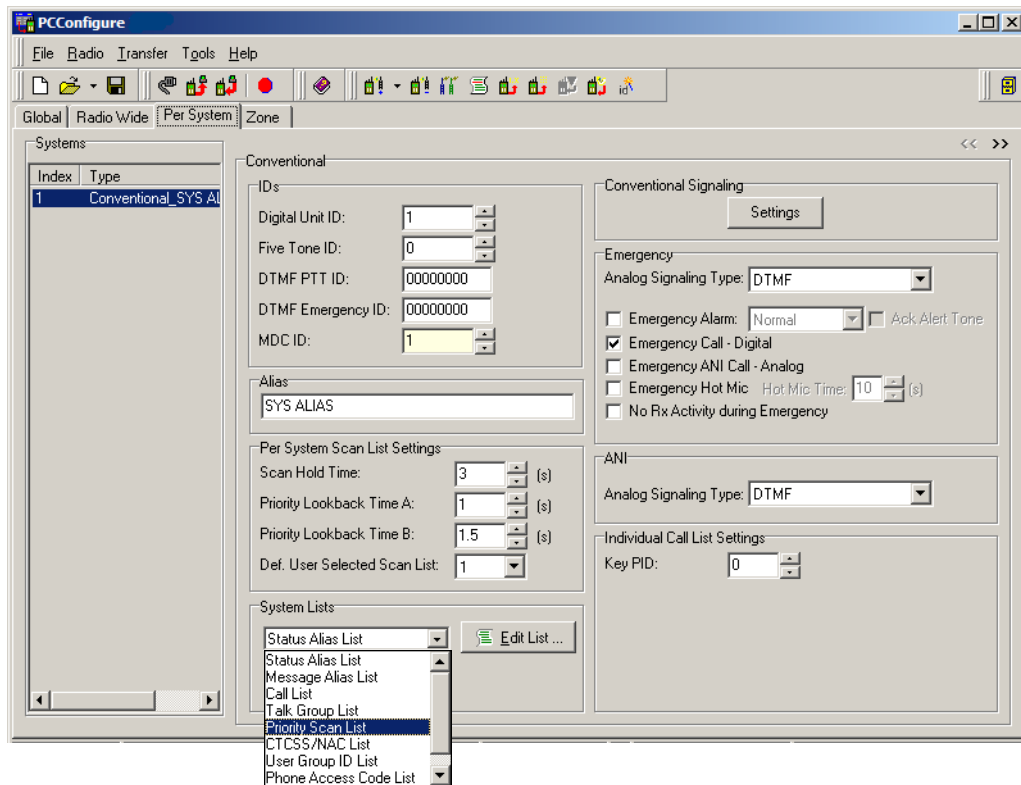 PCConfigure
File Radio Transfer Tools Help
id
Global Radio Wide Per System Zone
Systems
<< >>
Index Type
1 Conventional_SYS AL
Conventional
IDs
Digital Unit ID: 1
Five Tone ID: 0
DTMF PTT ID: 00000000
DTMF Emergency ID: 00000000
MDC ID: 1
Alias
SYS ALIAS
Per System Scan List Settings
Scan Hold Time: 3 (s)
Priority Lookback Time A: 1 (s)
Priority Lookback Time B: 1.5 (s)
Def. User Selected Scan List: 1
System Lists
Status Alias List Edit List ...
Status Alias List
Message Alias List
Call List
Talk Group List
Priority Scan List
CTCSS/NAC List
User Group ID List
Phone Access Code List
Conventional Signaling
Settings
Emergency
Analog Signaling Type: DTMF
Emergency Alarm: Normal Ack Alert Tone
Emergency Call - Digital
Emergency ANI Call - Analog
Emergency Hot Mic Hot Mic Time: 10 (s)
No Rx Activity during Emergency
ANI
Analog Signaling Type: DTMF
Individual Call List Settings
Key PID: 0